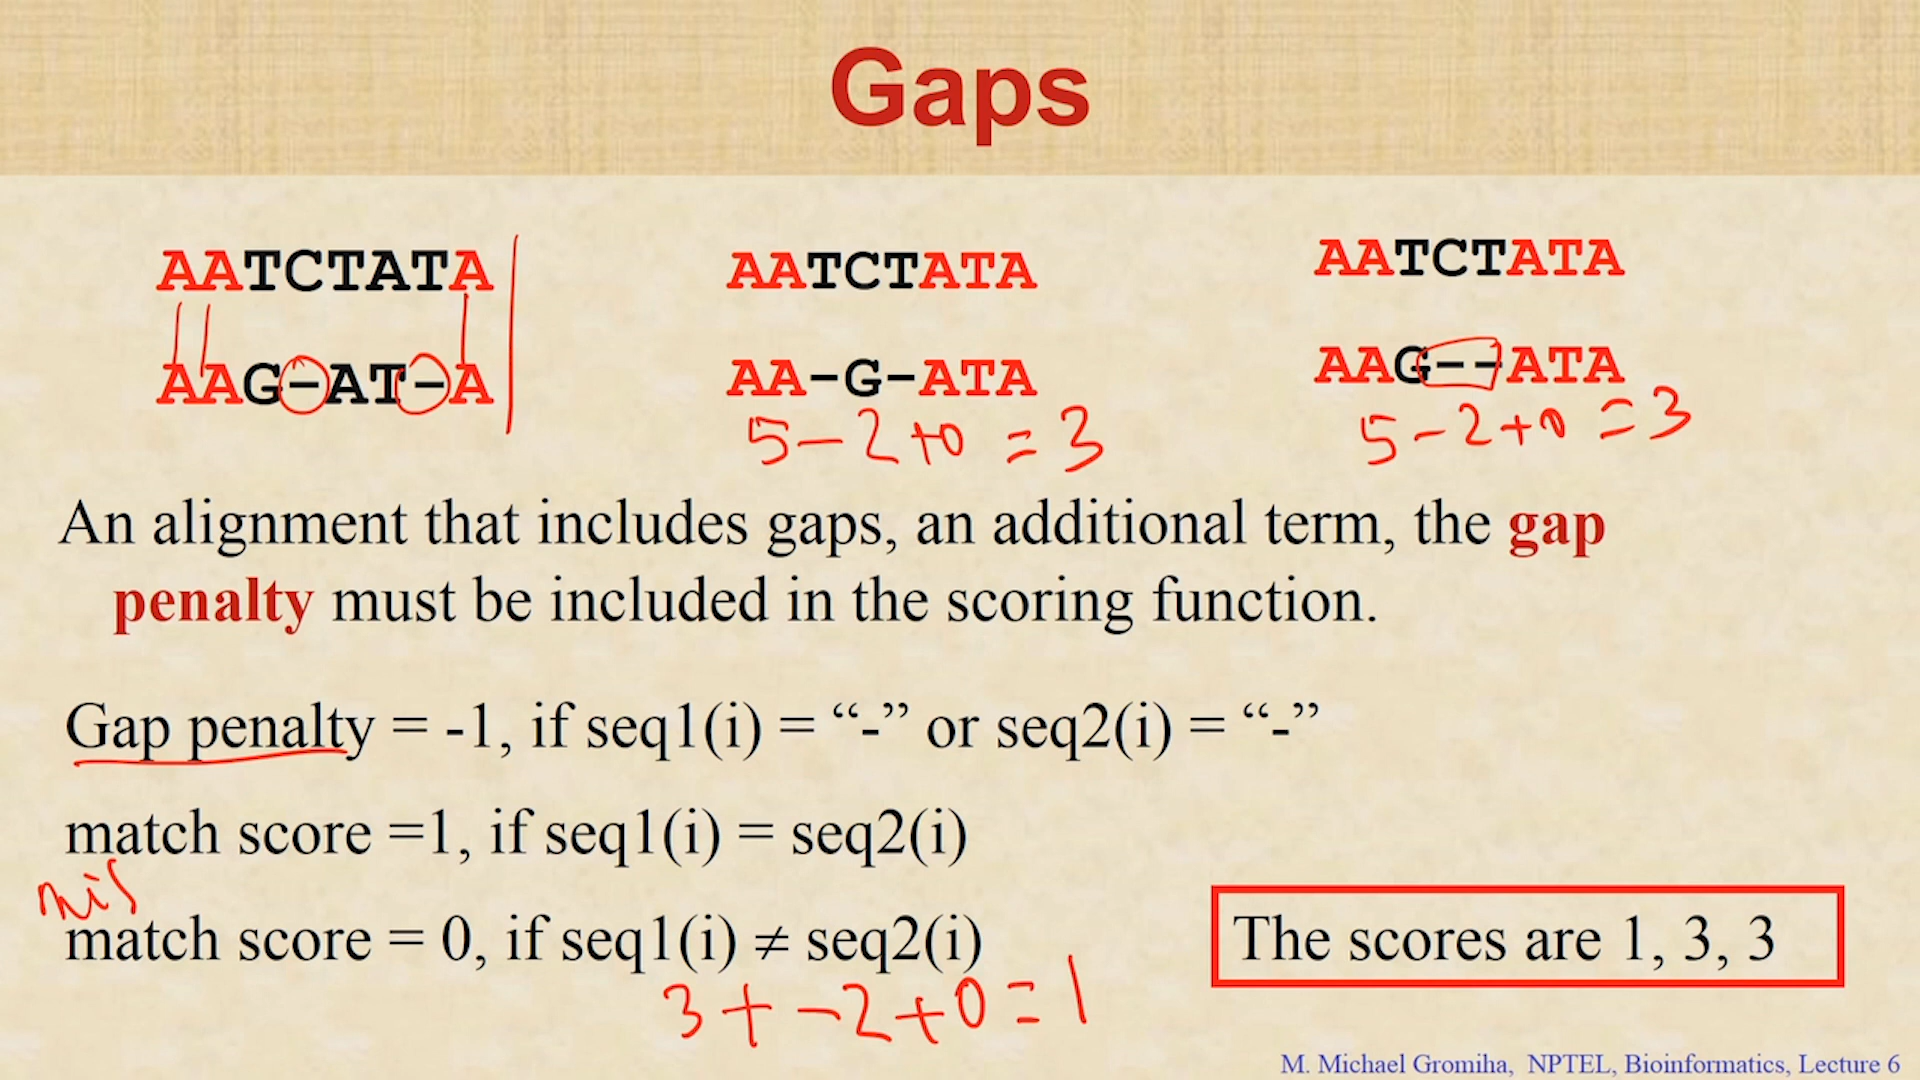 Gaps
AATCTATA AATCTATA AATCTATA
AAG-AT-A AA-G-ATA AAG--ATA
5-2+0=3 5-2+0=3
An alignment that includes gaps, an additional term, the gap
penalty must be included in the scoring function.
Gap penalty = -1, if seq1(i) = “-” or seq2(i) = “-”
match score =1, if seq1(i) = seq2(i)
mis
match score = 0, if seq1(i) ≠ seq2(i)
The scores are 1, 3, 3
3+-2+0=1
M. Michael Gromiha, NPTEL, Bioinformatics, Lecture 6